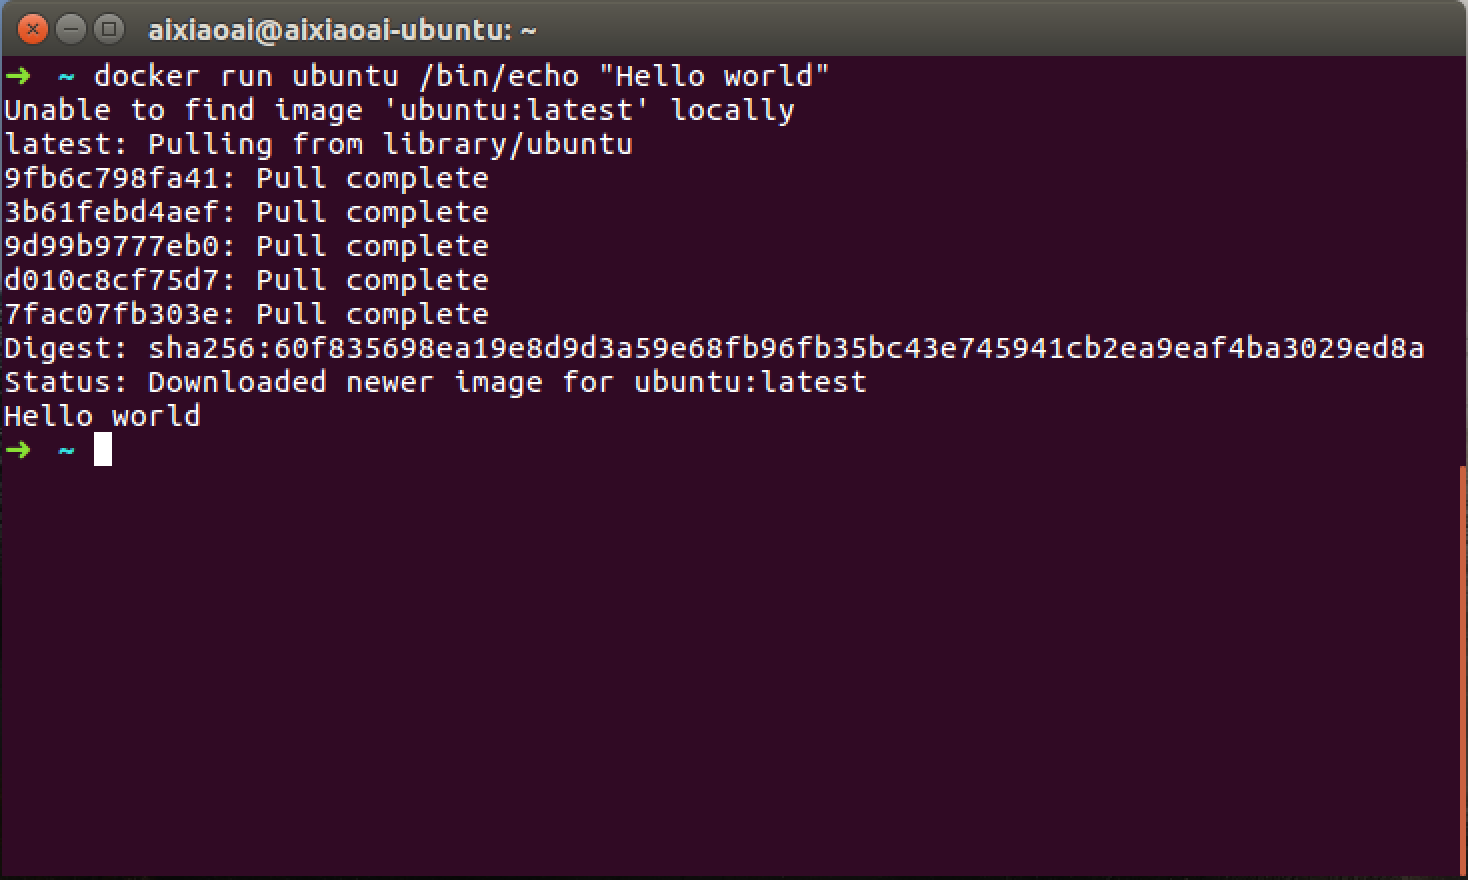 aixiaoai@aixiaoai-ubuntu: ~
➜ ~ docker run ubuntu /bin/echo "Hello world"
Unable to find image 'ubuntu:latest' locally
latest: Pulling from library/ubuntu
9fb6c798fa41: Pull complete
3b61febd4aef: Pull complete
9d99b9777eb0: Pull complete
d010c8cf75d7: Pull complete
7fac07fb303e: Pull complete
Digest: sha256:60f835698ea19e8d9d3a59e68fb96fb35bc43e745941cb2ea9eaf4ba3029ed8a
Status: Downloaded newer image for ubuntu:latest
Hello world
➜ ~